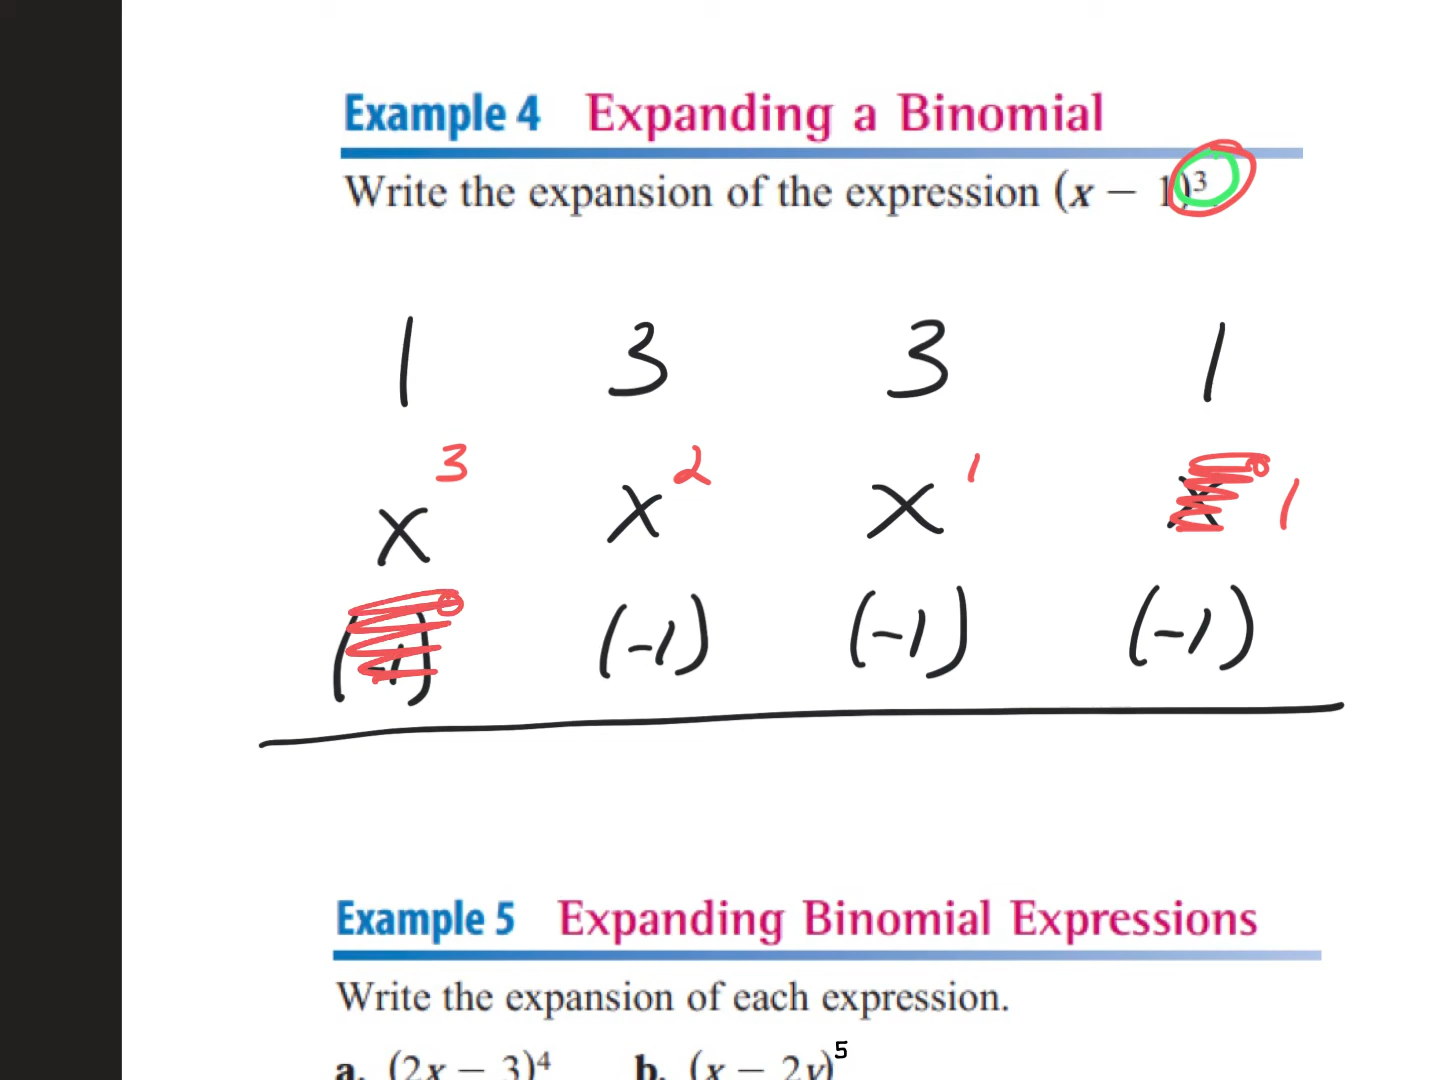 Example 4 Expanding a Binomial
Write the expansion of the expression (x − 1)³
1 3 3 1
x³ x² x¹ 1
(-1) (-1) (-1)
Example 5 Expanding Binomial Expressions
Write the expansion of each expression.
a. (2x − 3)⁴ b. (x − 2y)⁵